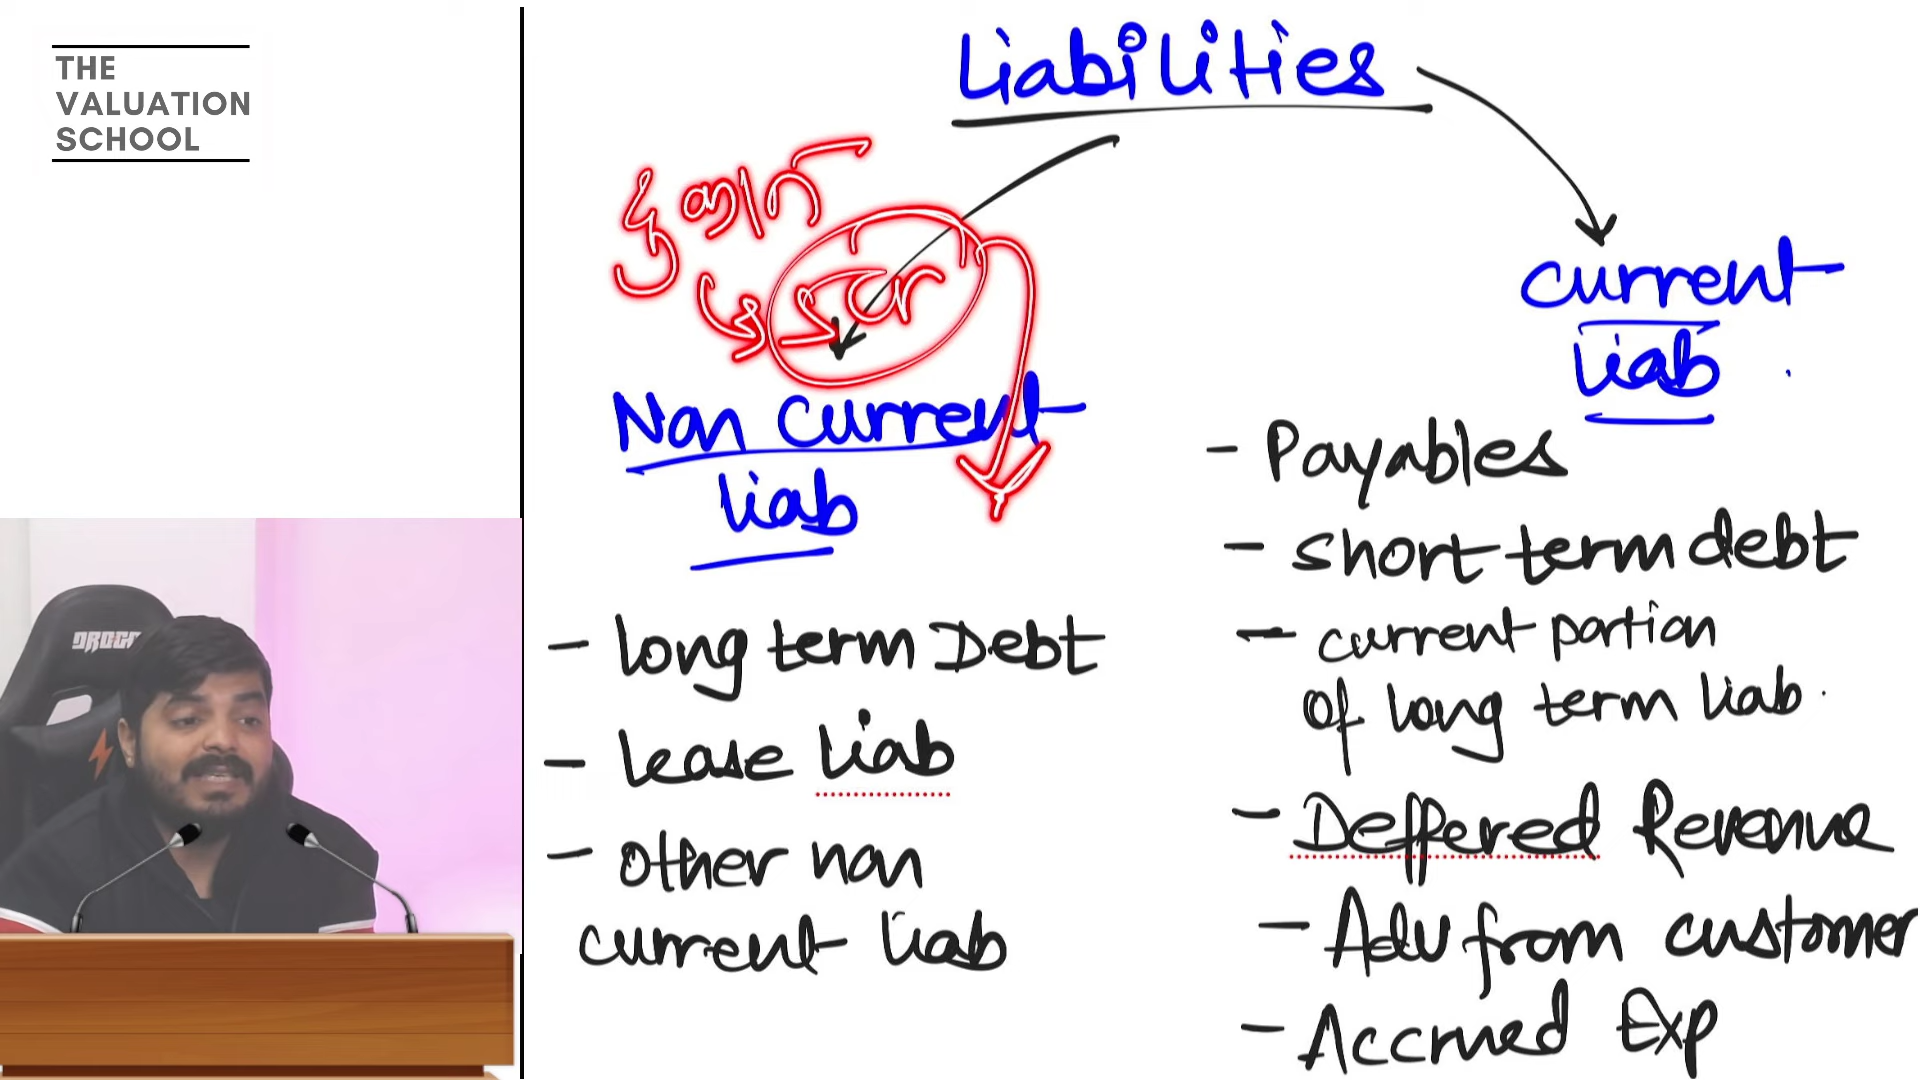 THE
VALUATION
SCHOOL
Liabilities
दुकान
5cr
Non Current
liab
- long term Debt
- lease liab
- other non
current liab
current
liab
- Payables
- short term debt
- current portion
of long term liab.
- Deffered Revenue
- Adv from customer
- Accrued Exp